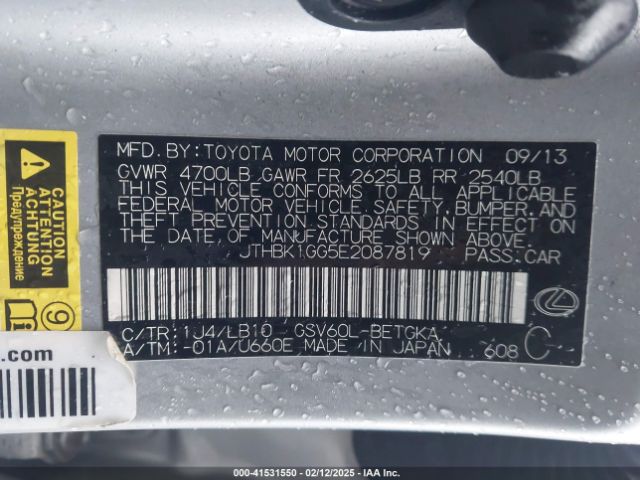 MFD.BY:TOYOTA MOTOR CORPORATION 09/13
GVWR 4700LB GAWR FR 2625LB RR 2540LB
THIS VEHICLE CONFORMS TO ALL APPLICABLE
FEDERAL MOTOR VEHICLE SAFETY, BUMPER, AND
THEFT PREVENTION STANDARDS IN EFFECT ON
THE DATE OF MANUFACTURE SHOWN ABOVE.
JTHBK1GG5E2087819 PASS.CAR
C/TR:1J4/LB10 GSV60L-BETGKA
A/TM:-01A/U660E MADE IN JAPAN 608 C
Предупреждение
9
000-41531550 - 02/12/2025 - IAA Inc.